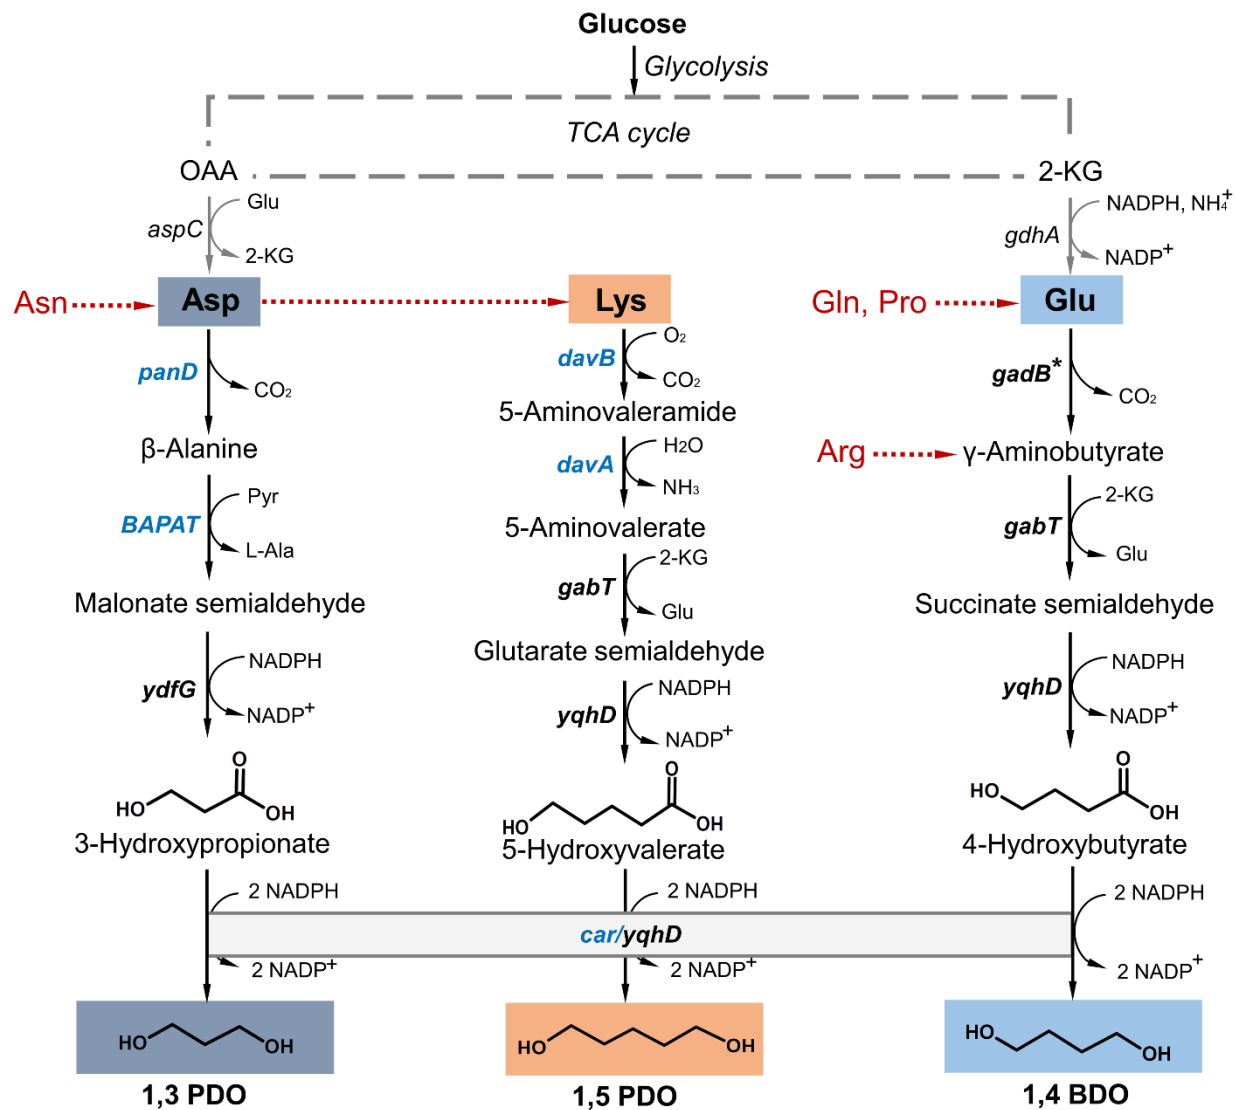 Glucose
Glycolysis
TCA cycle
OAA
2-KG
aspC
Glu
2-KG
gdhA
NADPH, NH₄⁺
NADP⁺
Asn
Asp
Lys
Gln, Pro
Glu
panD
CO₂
davB
O₂
CO₂
gadB*
CO₂
5-Aminovaleramide
β-Alanine
davA
H2O
NH₃
Arg
γ-Aminobutyrate
BAPAT
Pyr
L-Ala
5-Aminovalerate
gabT
2-KG
Glu
gabT
2-KG
Glu
Malonate semialdehyde
Glutarate semialdehyde
Succinate semialdehyde
ydfG
NADPH
NADP⁺
yqhD
NADPH
NADP⁺
yqhD
NADPH
NADP⁺
HO
O
OH
HO
O
OH
HO
O
OH
3-Hydroxypropionate
5-Hydroxyvalerate
4-Hydroxybutyrate
2 NADPH
2 NADPH
2 NADPH
car/yqhD
2 NADP⁺
2 NADP⁺
2 NADP⁺
HO
OH
HO
OH
HO
OH
1,3 PDO
1,5 PDO
1,4 BDO